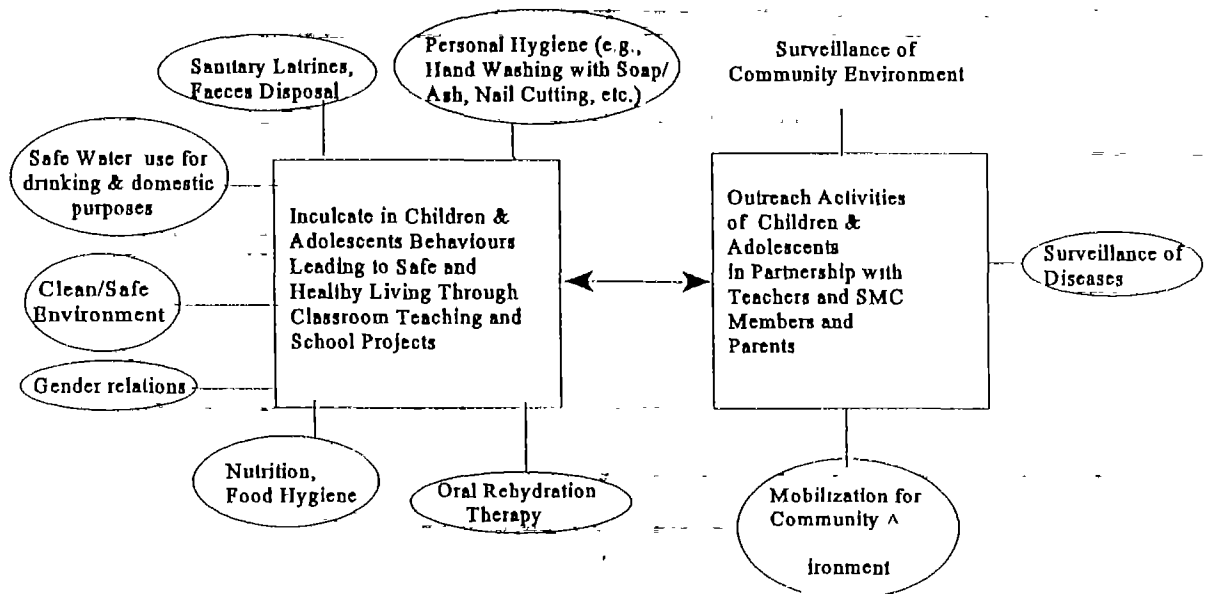 Sanitary Latrines,
Faeces Disposal
Personal Hygiene (e.g.,
Hand Washing with Soap/
Ash, Nail Cutting, etc.)
Surveillance of
Community Environment
Safe Water use for
drinking & domestic
purposes
Inculcate in Children &
Adolescents Behaviours
Leading to Safe and
Healthy Living Through
Classroom Teaching and
School Projects
Outreach Activities
of Children &
Adolescents
in Partnership with
Teachers and SMC
Members and
Parents
Surveillance of
Diseases
Clean/Safe
Environment
Gender relations
Nutrition,
Food Hygiene
Oral Rehydration
Therapy
Mobilization for
Community ^
ironment